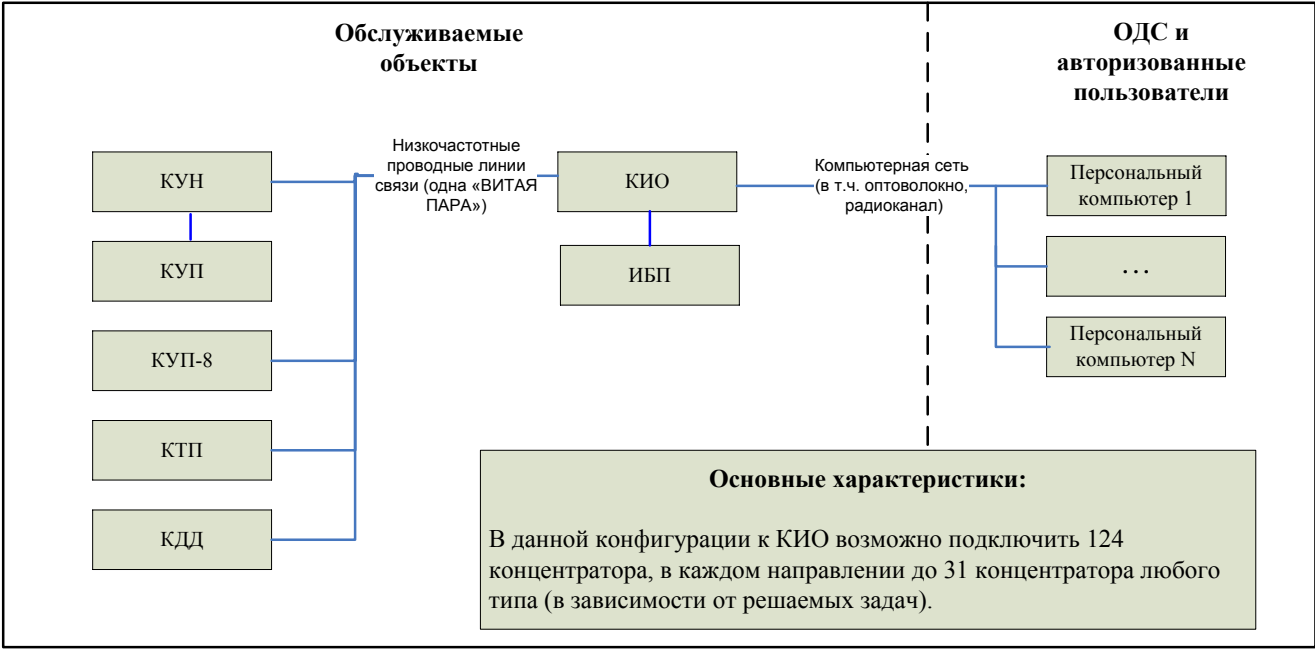 Обслуживаемые
объекты
ОДС и
авторизованные
пользователи
Низкочастотные
проводные линии
связи (одна «ВИТАЯ
ПАРА»)
Компьютерная сеть
(в т.ч. оптоволокно,
радиоканал)
КУН
КУП
КУП-8
КТП
КДД
КИО
ИБП
Персональный
компьютер 1
...
Персональный
компьютер N
Основные характеристики:
В данной конфигурации к КИО возможно подключить 124
концентратора, в каждом направлении до 31 концентратора любого
типа (в зависимости от решаемых задач).